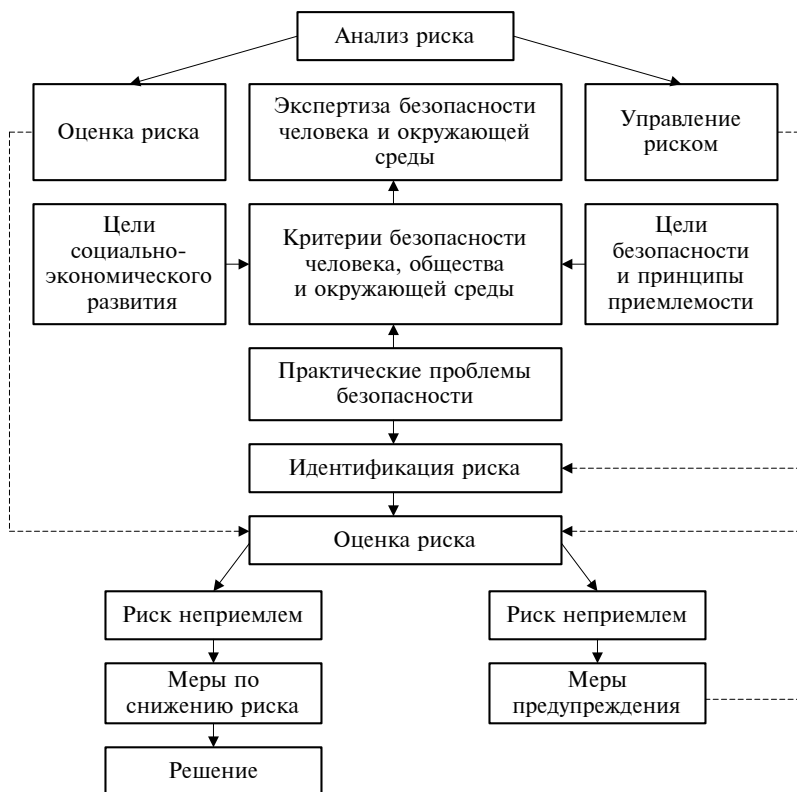 Анализ риска
Оценка риска
Экспертиза безопасности
человека и окружающей
среды
Управление
риском
Цели
социально-
экономического
развития
Критерии безопасности
человека, общества
и окружающей среды
Цели
безопасности
и принципы
приемлемости
Практические проблемы
безопасности
Идентификация риска
Оценка риска
Риск неприемлем
Риск неприемлем
Меры по
снижению риска
Меры
предупреждения
Решение